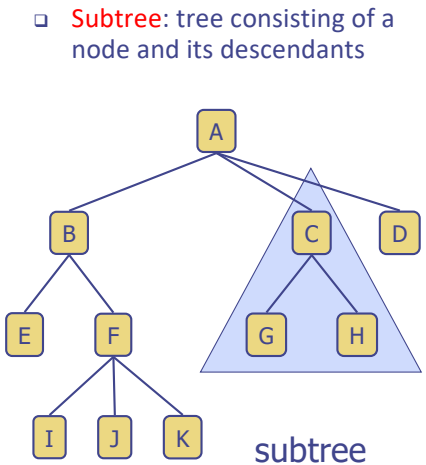 Subtree: tree consisting of a
node and its descendants
A
B
C
D
E
F
G
H
I
J
K
subtree